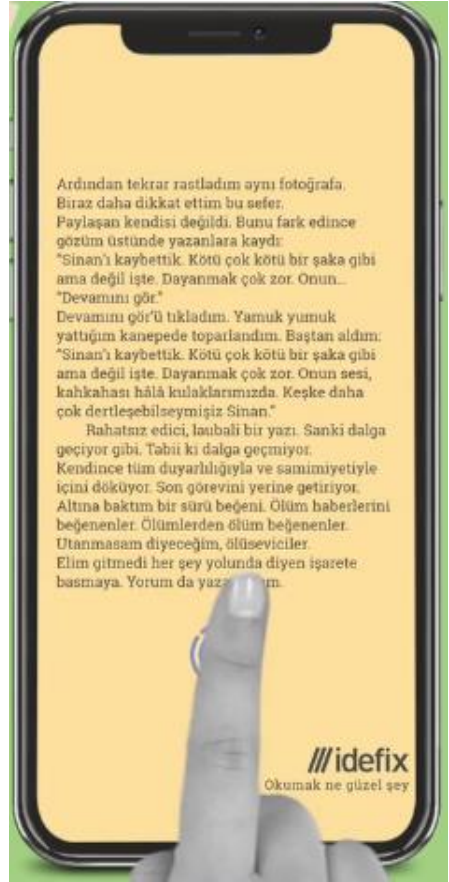 Ardından tekrar rastladım aynı fotoğrafa.
Biraz daha dikkat ettim bu sefer.
Paylaşan kendisi değildi. Bunu fark edince
gözüm üstünde yazanlara kaydı:
"Sinan'ı kaybettik. Kötü çok kötü bir şaka gibi
ama değil işte. Dayanmak çok zor. Onun...
"Devamını gör."
Devamını gör'ü tıkladım. Yamuk yumuk
yattığım kanepede toparlandım. Baştan aldım:
"Sinan'ı kaybettik. Kötü çok kötü bir şaka gibi
ama değil işte. Dayanmak çok zor. Onun sesi,
kahkahası hâlâ kulaklarımızda. Keşke daha
çok dertleşebilseymişiz Sinan."
Rahatsız edici, laubali bir yazı. Sanki dalga
geçiyor gibi. Tabii ki dalga geçmiyor.
Kendince tüm duyarlılığıyla ve samimiyetiyle
içini döküyor. Son görevini yerine getiriyor.
Altına baktım bir sürü beğeni. Ölüm haberlerini
beğenenler. Ölümlerden ölüm beğenenler.
Utanmasam diyeceğim, ölüseviciler.
Elim gitmedi her şey yolunda diyen işarete
basmaya. Yorum da
idefix
Okumak ne güzel şey